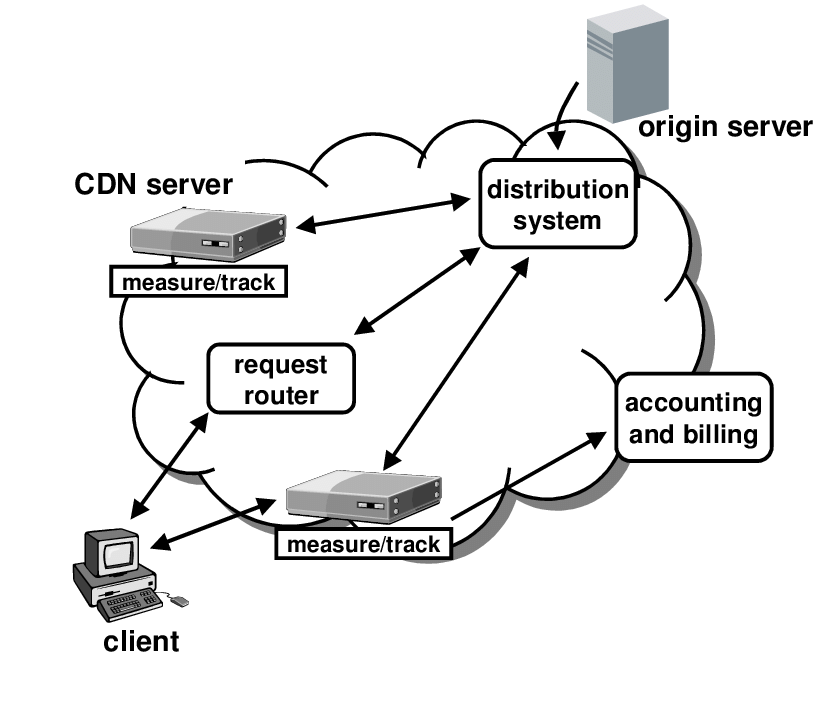 origin server
CDN server
distribution
system
measure/track
request
router
accounting
and billing
measure/track
client